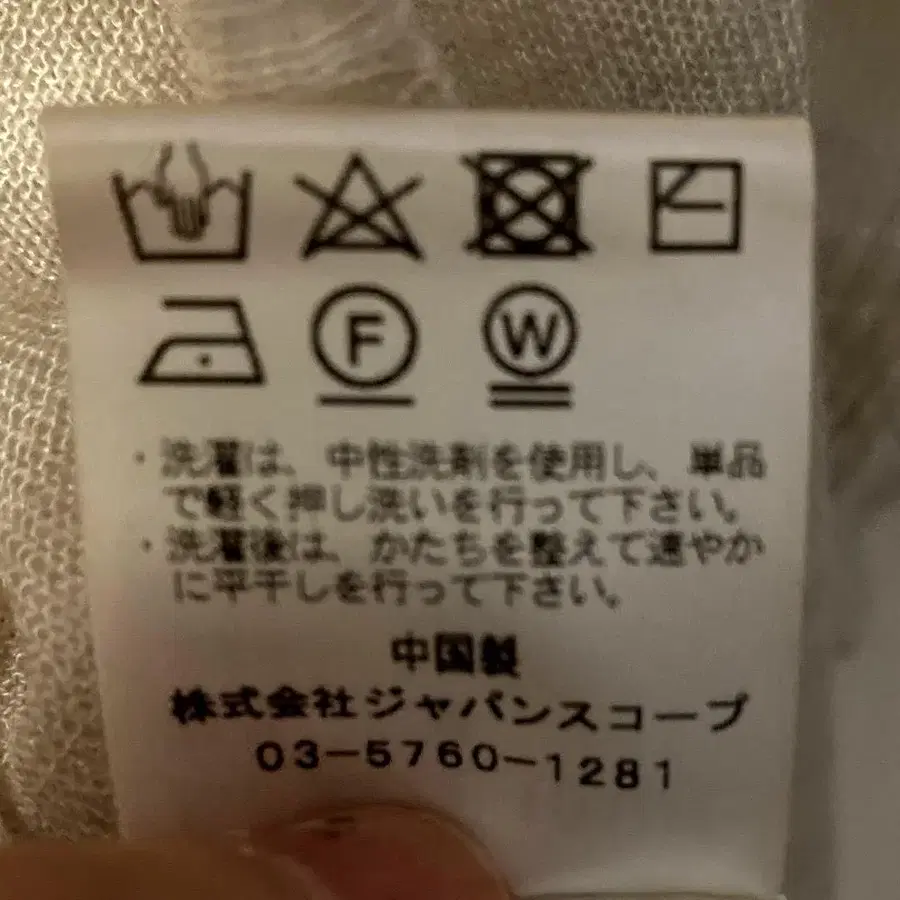 F W
・洗濯は、中性洗剤を使用し、単品
で軽く押し洗いを行って下さい。
・洗濯後は、かたちを整えて速やか
に平干しを行って下さい。
中国製
株式会社ジャパンスコープ
03-5760-1281